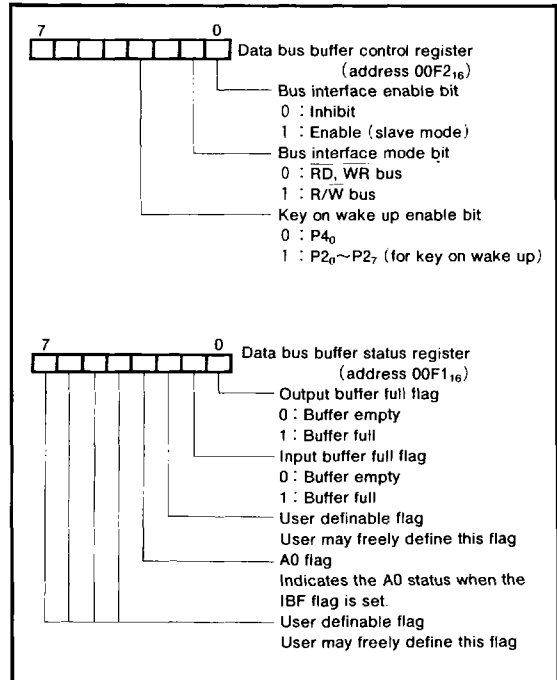 7 0
Data bus buffer control register
(address 00F2₁₆)
Bus interface enable bit
0 : Inhibit
1 : Enable (slave mode)
Bus interface mode bit
0 : R̅D̅, W̅R̅ bus
1 : R/W̅ bus
Key on wake up enable bit
0 : P4₀
1 : P2₀~P2₇ (for key on wake up)
7 0
Data bus buffer status register
(address 00F1₁₆)
Output buffer full flag
0 : Buffer empty
1 : Buffer full
Input buffer full flag
0 : Buffer empty
1 : Buffer full
User definable flag
User may freely define this flag
A0 flag
Indicates the A0 status when the
IBF flag is set.
User definable flag
User may freely define this flag